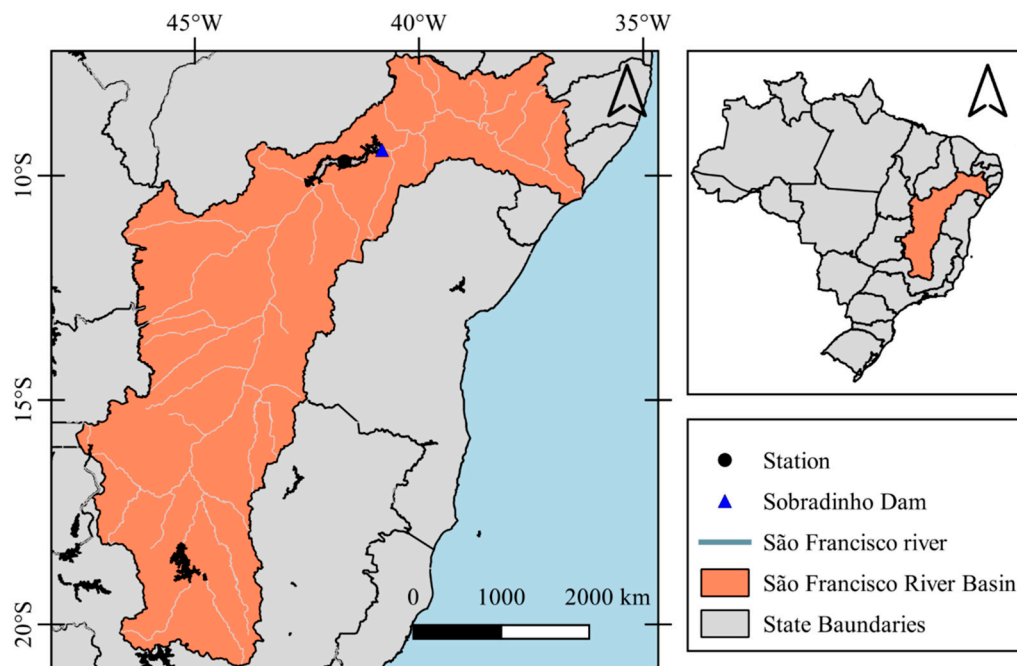 45°W 40°W 35°W
10°S
15°S
20°S
0 1000 2000 km
Station
Sobradinho Dam
São Francisco river
São Francisco River Basin
State Baundaries